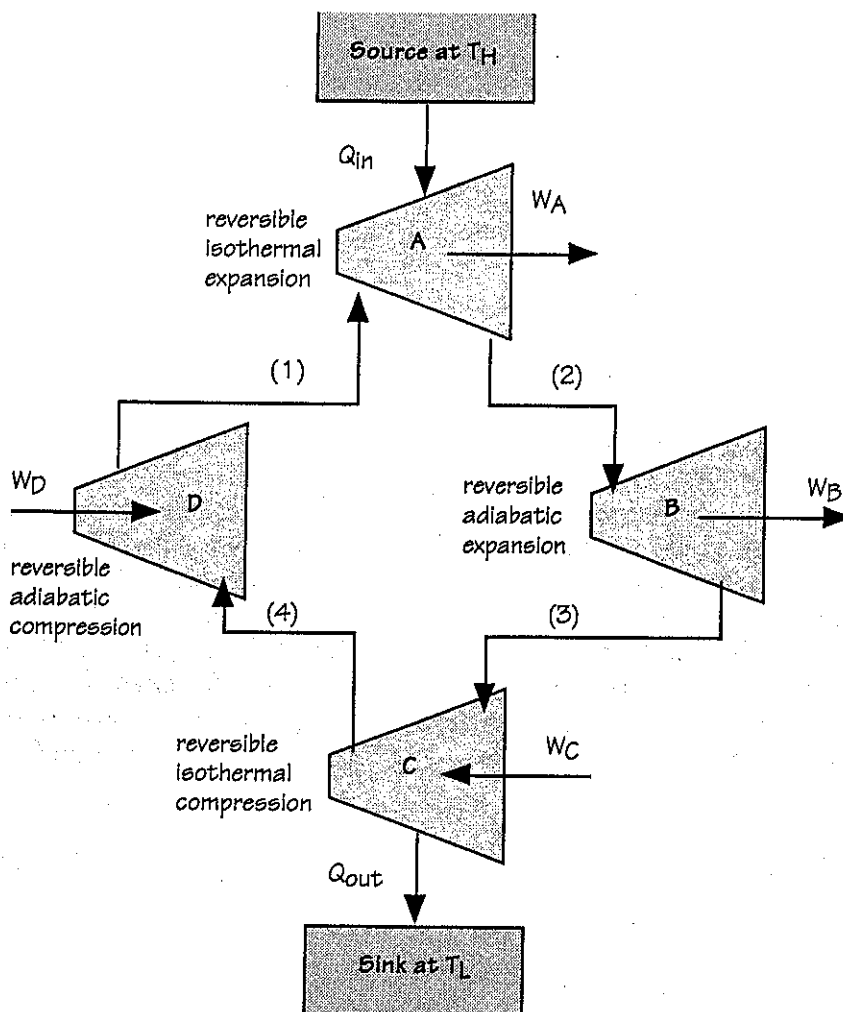 Source at TH
Qin
WA
reversible
isothermal
expansion
A
(1)
(2)
WD
D
reversible
adiabatic
compression
reversible
adiabatic
expansion
B
WB
(4)
(3)
reversible
isothermal
compression
C
WC
Qout
Sink at TL